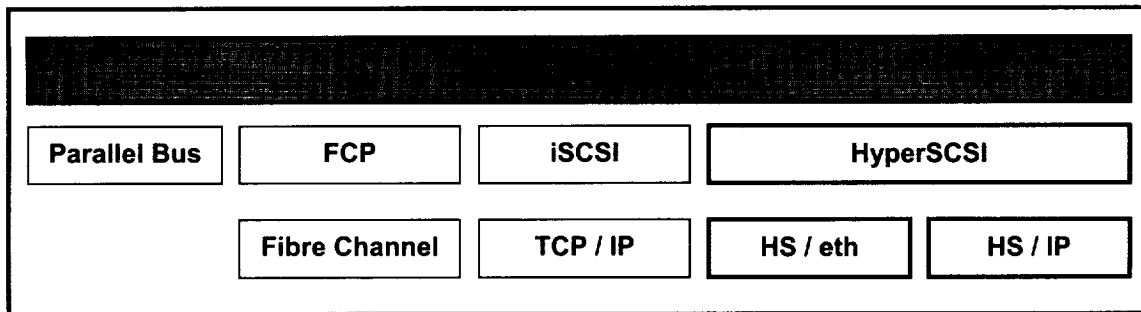 Parallel Bus FCP iSCSI HyperSCSI
Fibre Channel TCP / IP HS / eth HS / IP